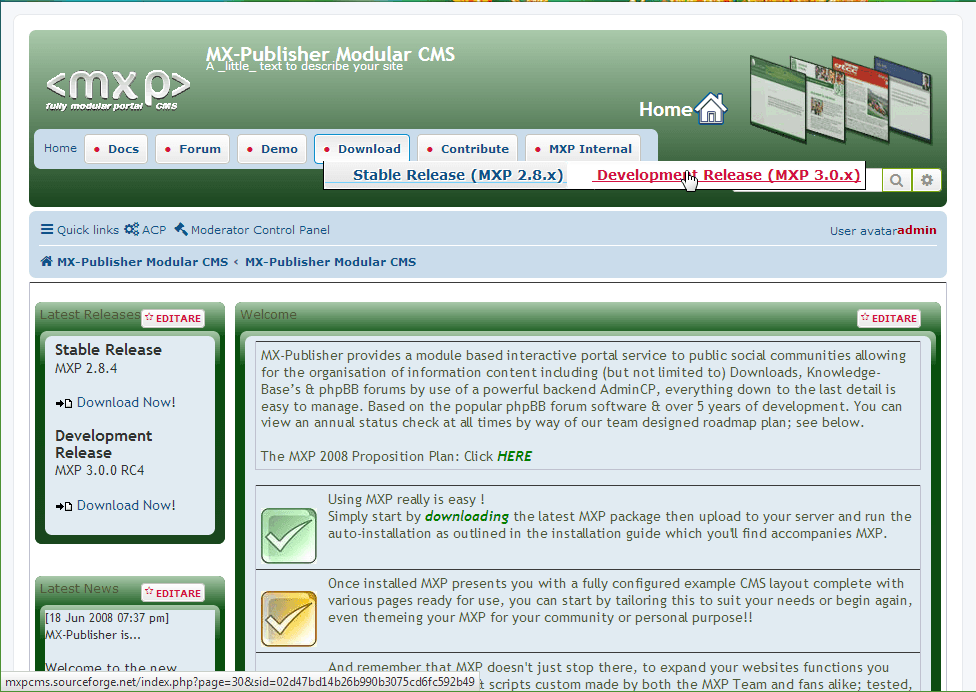 MX-Publisher Modular CMS
A _little_ text to describe your site
<mxp>
fully modular portal CMS
Home
Home
Docs
Forum
Demo
Download
Contribute
MXP Internal
Stable Release (MXP 2.8.x)
Development Release (MXP 3.0.x)
Quick links ACP Moderator Control Panel
User avataradmin
MX-Publisher Modular CMS ‹ MX-Publisher Modular CMS
Latest Releases
EDITARE
Stable Release
MXP 2.8.4
Download Now!
Development
Release
MXP 3.0.0 RC4
Download Now!
Latest News
EDITARE
[18 Jun 2008 07:37 pm]
MX-Publisher is...
Welcome to the new
Welcome
EDITARE
MX-Publisher provides a module based interactive portal service to public social communities allowing
for the organisation of information content including (but not limited to) Downloads, Knowledge-
Base's & phpBB forums by use of a powerful backend AdminCP, everything down to the last detail is
easy to manage. Based on the popular phpBB forum software & over 5 years of development. You can
view an annual status check at all times by way of our team designed roadmap plan; see below.
The MXP 2008 Proposition Plan: Click HERE
Using MXP really is easy !
Simply start by downloading the latest MXP package then upload to your server and run the
auto-installation as outlined in the installation guide which you'll find accompanies MXP.
Once installed MXP presents you with a fully configured example CMS layout complete with
various pages ready for use, you can start by tailoring this to suit your needs or begin again,
even themeing your MXP for your community or personal purpose!!
And remember that MXP doesn't just stop there, to expand your websites functions you
scripts custom made by both the MXP Team and fans alike; tested,
mxpcms.sourceforge.net/index.php?page=30&sid=02d47bd14b26b990b3075cd6fc592b49